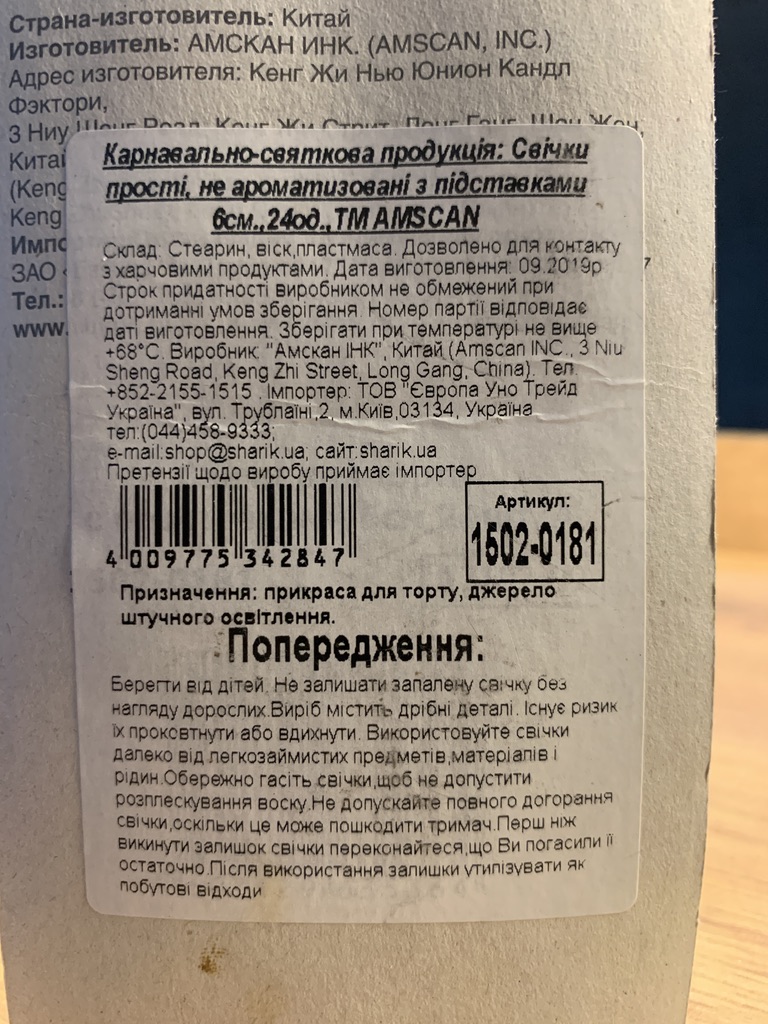 Страна-изготовитель: Китай
Изготовитель: АМСКАН ИНК. (AMSCAN, INC.)
Адрес изготовителя: Кенг Жи Нью Юнион Кандл
Фэктори,
3 Ниу
Китай
(Keng
Keng
Импо
ЗАО
Тел.:
www.
Карнавально-святкова продукція: Свічки
прості, не ароматизовані з підставками
6см.,24од.,ТМ AMSCAN
Склад: Стеарин, віск,пластмаса. Дозволено для контакту
з харчовими продуктами. Дата виготовлення: 09.2019р
Строк придатності виробником не обмежений при
дотриманні умов зберігання. Номер партії відповідає
даті виготовлення. Зберігати при температурі не вище
+68°С. Виробник: "Амскан ІНК", Китай (Amscan INC., 3 Niu
Sheng Road, Keng Zhi Street, Long Gang, China). Тел.
+852-2155-1515 . Імпортер: ТОВ "Європа Уно Трейд
Україна", вул. Трублаїні,2, м.Київ,03134, Україна
тел:(044)458-9333;
e-mail:shop@sharik.ua; сайт:sharik.ua
Претензії щодо виробу приймає імпортер
4 009775 342847
Артикул:
1502-0181
Призначення: прикраса для торту, джерело
штучного освітлення.
Попередження:
Берегти від дітей. Не залишати запалену свічку без
нагляду дорослих.Виріб містить дрібні деталі. Існує ризик
їх проковтнути або вдихнути. Використовуйте свічки
далеко від легкозаймистих предметів,матеріалів і
рідин.Обережно гасіть свічки,щоб не допустити
розплескування воску.Не допускайте повного догорання
свічки,оскільки це може пошкодити тримач.Перш ніж
викинути залишок свічки переконайтеся,що Ви погасили її
остаточно.Після використання залишки утилізувати як
побутові відходи